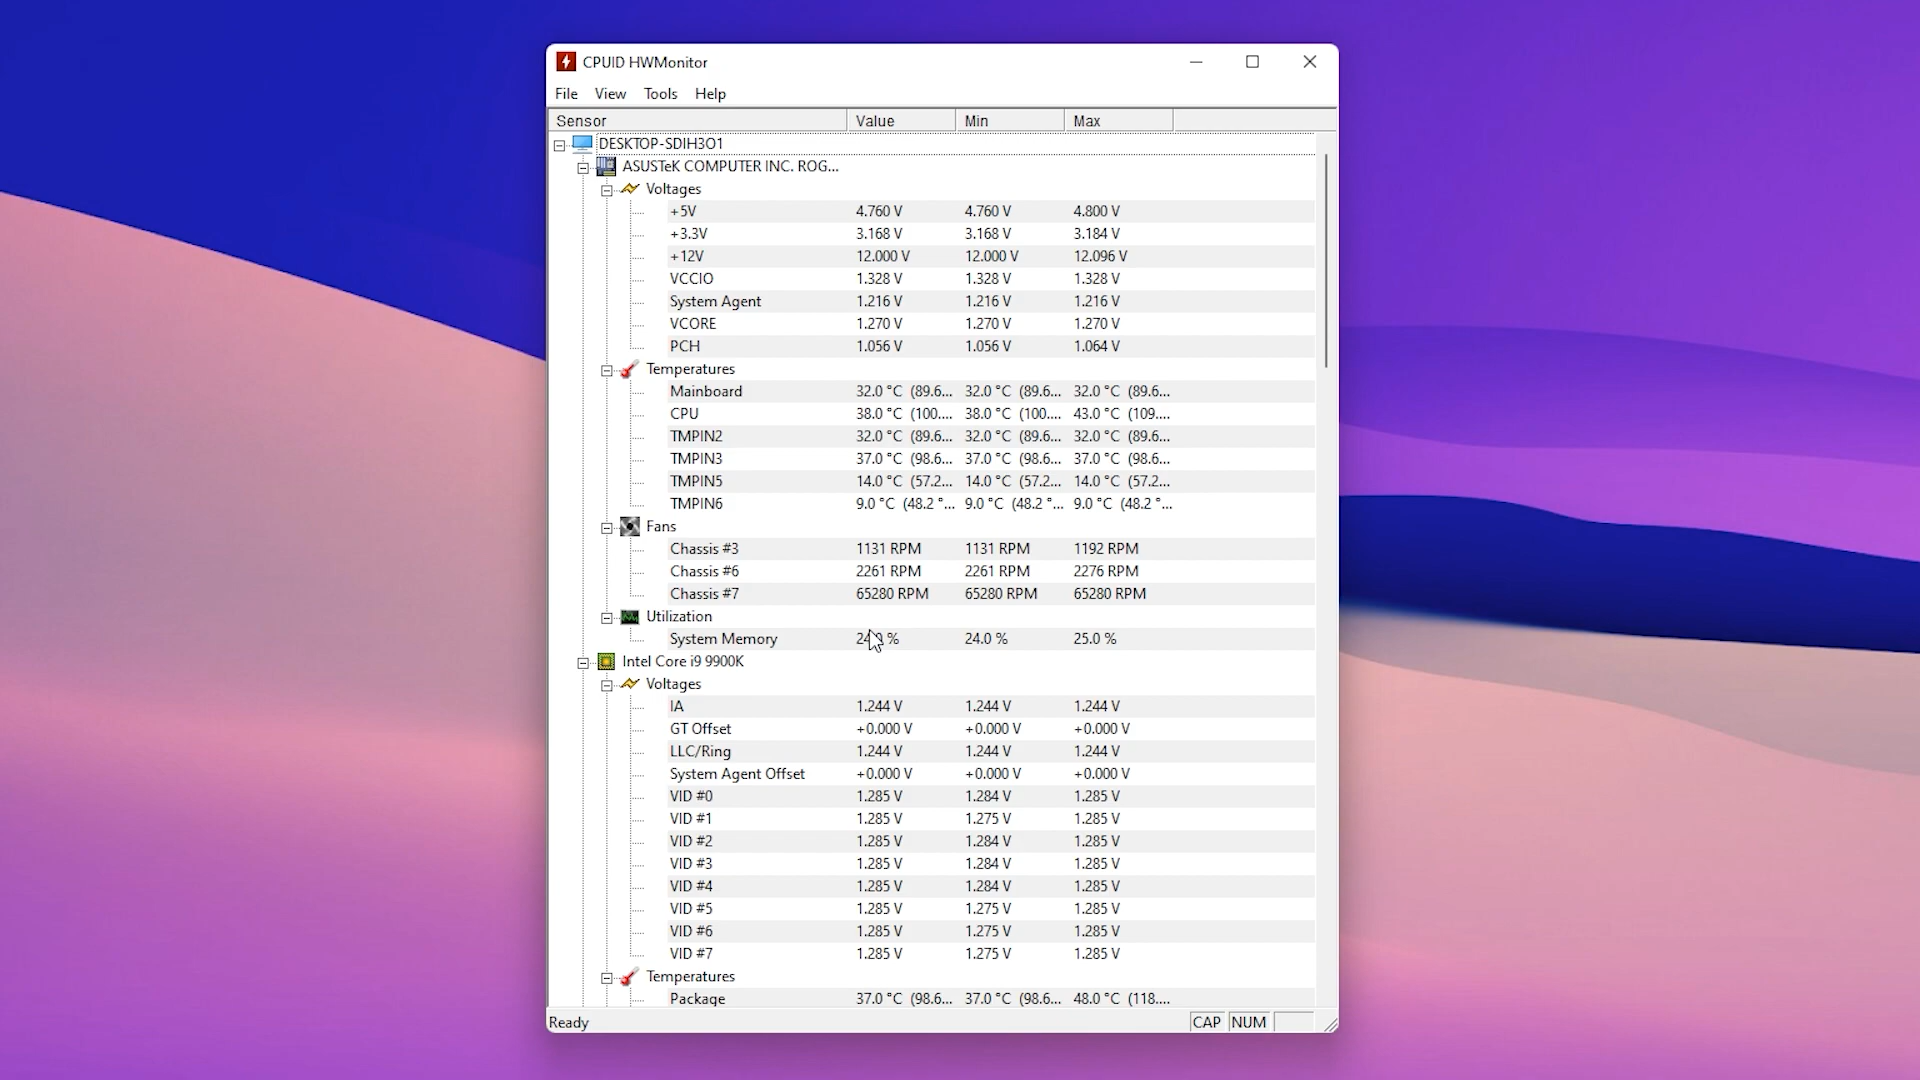 CPUID HWMonitor
File View Tools Help
Sensor Value Min Max
DESKTOP-SDIH3O1
ASUSTeK COMPUTER INC. ROG...
Voltages
+5V 4.760 V 4.760 V 4.800 V
+3.3V 3.168 V 3.168 V 3.184 V
+12V 12.000 V 12.000 V 12.096 V
VCCIO 1.328 V 1.328 V 1.328 V
System Agent 1.216 V 1.216 V 1.216 V
VCORE 1.270 V 1.270 V 1.270 V
PCH 1.056 V 1.056 V 1.064 V
Temperatures
Mainboard 32.0 °C (89.6... 32.0 °C (89.6... 32.0 °C (89.6...
CPU 38.0 °C (100.... 38.0 °C (100.... 43.0 °C (109....
TMPIN2 32.0 °C (89.6... 32.0 °C (89.6... 32.0 °C (89.6...
TMPIN3 37.0 °C (98.6... 37.0 °C (98.6... 37.0 °C (98.6...
TMPIN5 14.0 °C (57.2... 14.0 °C (57.2... 14.0 °C (57.2...
TMPIN6 9.0 °C (48.2 °... 9.0 °C (48.2 °... 9.0 °C (48.2 °...
Fans
Chassis #3 1131 RPM 1131 RPM 1192 RPM
Chassis #6 2261 RPM 2261 RPM 2276 RPM
Chassis #7 65280 RPM 65280 RPM 65280 RPM
Utilization
System Memory 24.0 % 24.0 % 25.0 %
Intel Core i9 9900K
Voltages
IA 1.244 V 1.244 V 1.244 V
GT Offset +0.000 V +0.000 V +0.000 V
LLC/Ring 1.244 V 1.244 V 1.244 V
System Agent Offset +0.000 V +0.000 V +0.000 V
VID #0 1.285 V 1.284 V 1.285 V
VID #1 1.285 V 1.275 V 1.285 V
VID #2 1.285 V 1.284 V 1.285 V
VID #3 1.285 V 1.284 V 1.285 V
VID #4 1.285 V 1.284 V 1.285 V
VID #5 1.285 V 1.275 V 1.285 V
VID #6 1.285 V 1.275 V 1.285 V
VID #7 1.285 V 1.275 V 1.285 V
Temperatures
Package 37.0 °C (98.6... 37.0 °C (98.6... 48.0 °C (118....
Ready CAP NUM